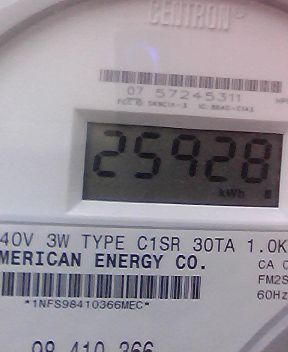 CENTRON®
07 57245311
25928
kWh
40V 3W TYPE C1SR 30TA 1.0K
MERICAN ENERGY CO.
CA 0
FM2S
60Hz
*1NFS98410366MEC*
98 410 366